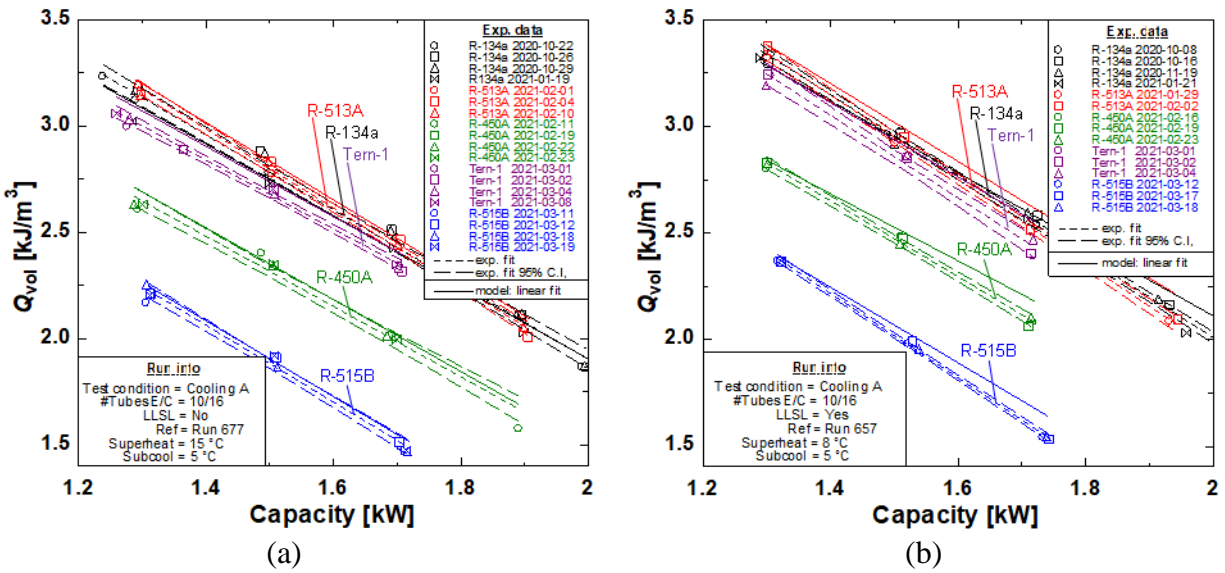 (a)
3.5
3.0
2.5
2.0
1.5
Qvol [kJ/m3]
1.2
1.4
1.6
1.8
2
Capacity [kW]
R-513A
R-134a
Tern-1
R-450A
R-515B
Exp. data
R-134a 2020-10-22
R-134a 2020-10-26
R-134a 2020-10-29
R134a 2021-01-19
R-513A 2021-02-01
R-513A 2021-02-04
R-513A 2021-02-10
R-450A 2021-02-11
R-450A 2021-02-19
R-450A 2021-02-22
R-450A 2021-02-23
Tern-1 2021-03-01
Tern-1 2021-03-02
Tern-1 2021-03-04
Tern-1 2021-03-08
R-515B 2021-03-11
R-515B 2021-03-12
R-515B 2021-03-18
R-515B 2021-03-19
exp. fit
exp. fit 95% C.I,
model: linear fit
Run info
Test condition = Cooling A
#Tubes E/C = 10/16
LLSL = No
Ref = Run 677
Superheat = 15 °C
Subcool = 5 °C
(b)
3.5
3.0
2.5
2.0
1.5
1.2
1.4
1.6
1.8
2
Capacity [kW]
R-513A
R-134a
Tern-1
R-450A
R-515B
Exp. data
R-134a 2020-10-08
R-134a 2020-10-16
R-134a 2020-11-19
R-134a 2021-01-21
R-513A 2021-01-29
R-513A 2021-02-02
R-450A 2021-02-16
R-450A 2021-02-19
R-450A 2021-02-23
Tern-1 2021-03-01
Tern-1 2021-03-02
Tern-1 2021-03-04
R-515B 2021-03-12
R-515B 2021-03-17
R-515B 2021-03-18
exp. fit
exp. fit 95% C.I,
model: linear fit
Run info
Test condition = Cooling A
#Tubes E/C = 10/16
LLSL = Yes
Ref = Run 657
Superheat = 8 °C
Subcool = 5 °C